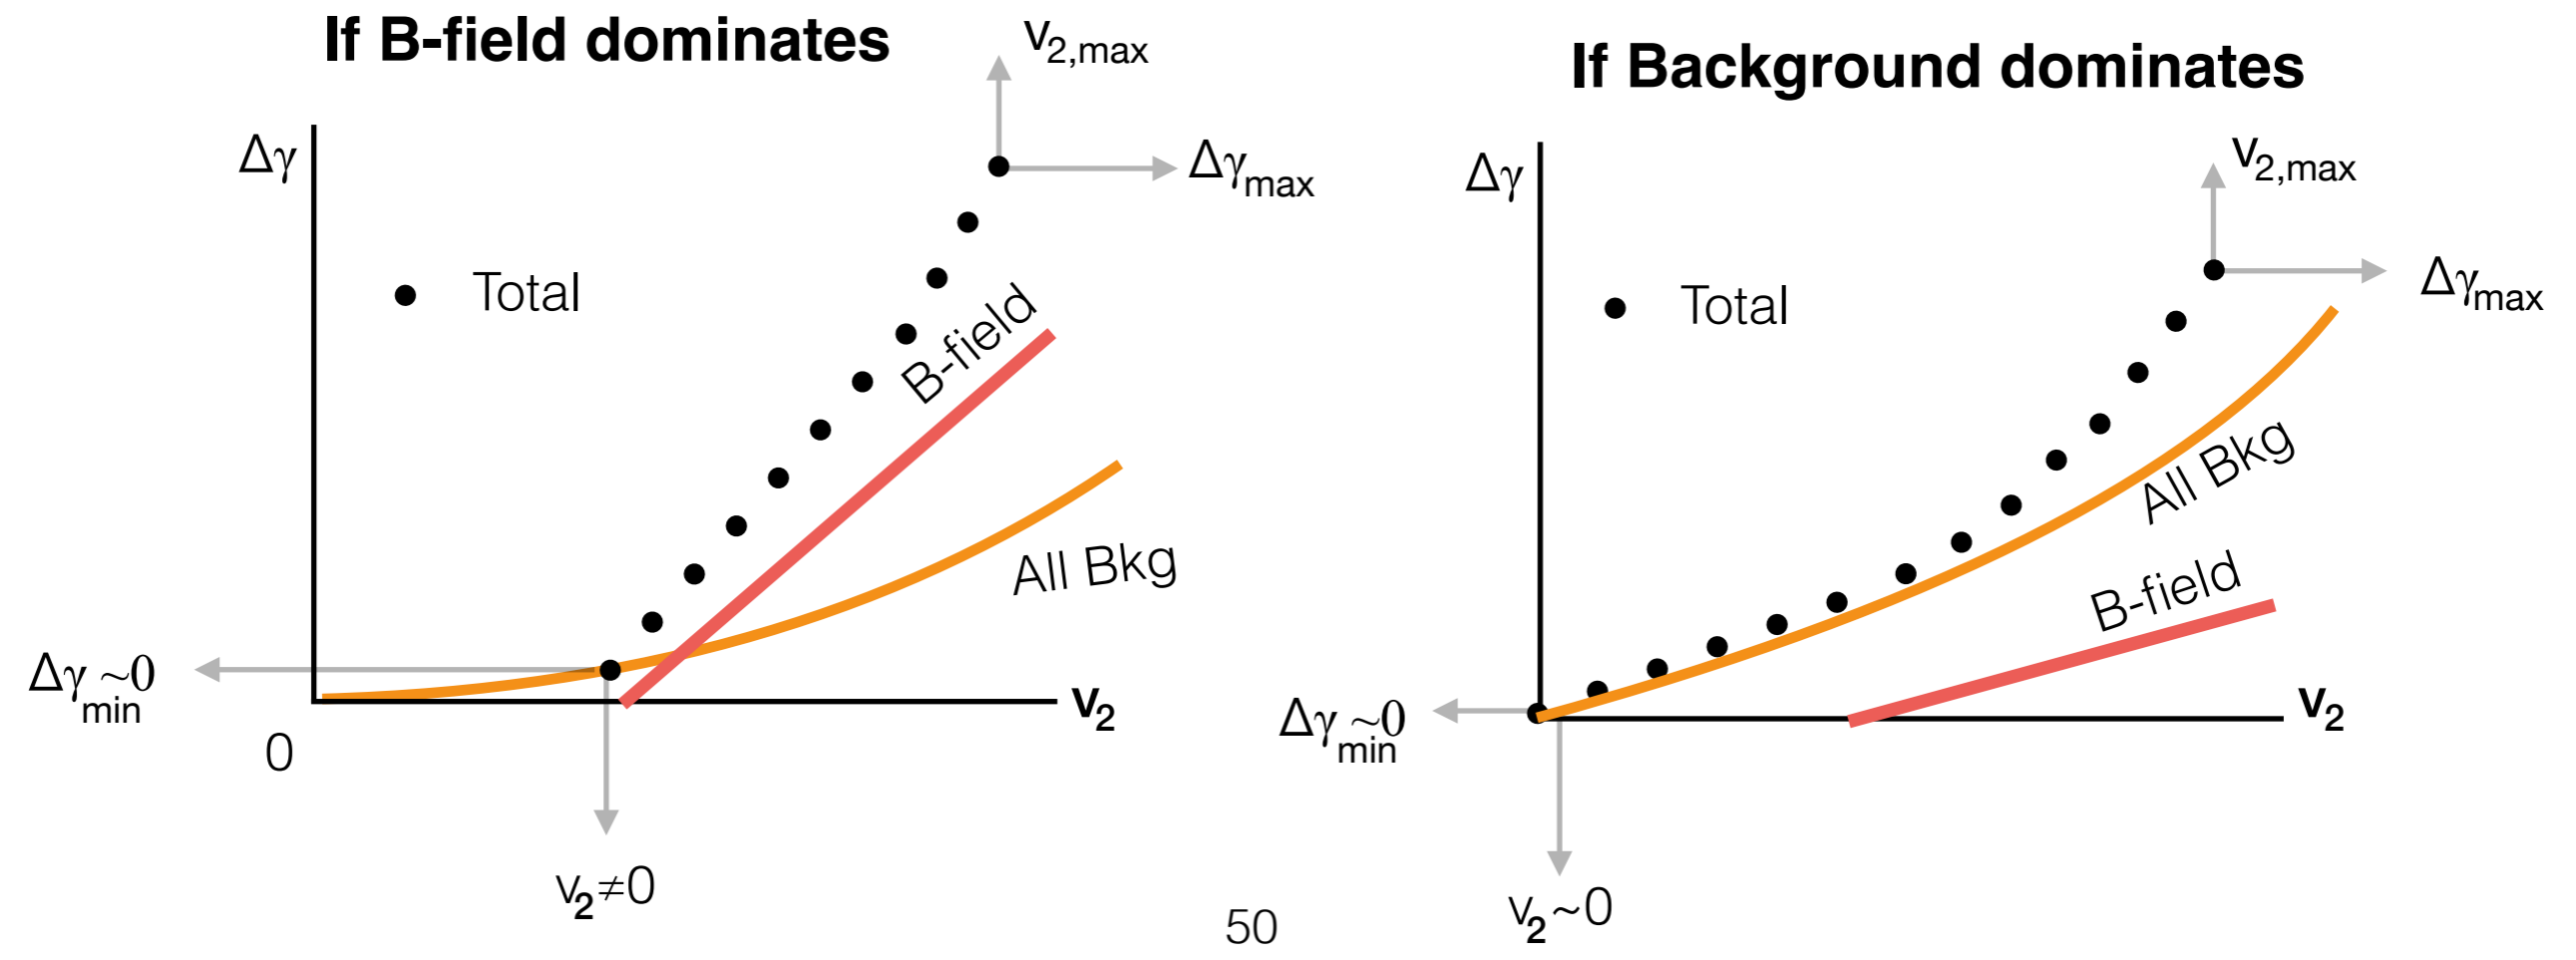 If B-field dominates
v2,max
Δγ
Δγmax
Total
B-field
All Bkg
Δγmin ~0
v2
0
v2≠0
If Background dominates
v2,max
Δγ
Δγmax
Total
All Bkg
B-field
Δγmin ~0
v2
v2~0
50